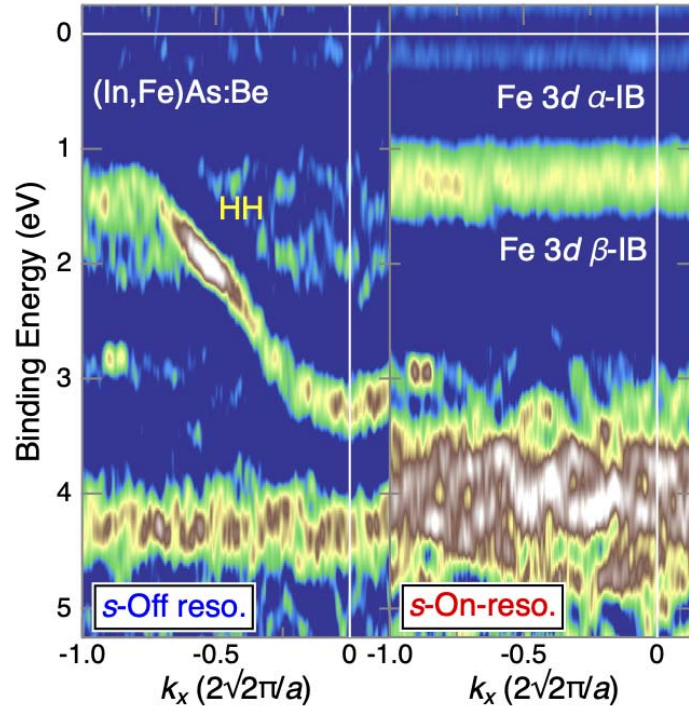 0
(In,Fe)As:Be
Fe 3d α-IB
1
HH
Fe 3d β-IB
2
Binding Energy (eV)
3
4
5
s-Off reso.
s-On-reso.
-1.0 -0.5 0 -1.0 -0.5 0
kx (2√2π/a) kx (2√2π/a)